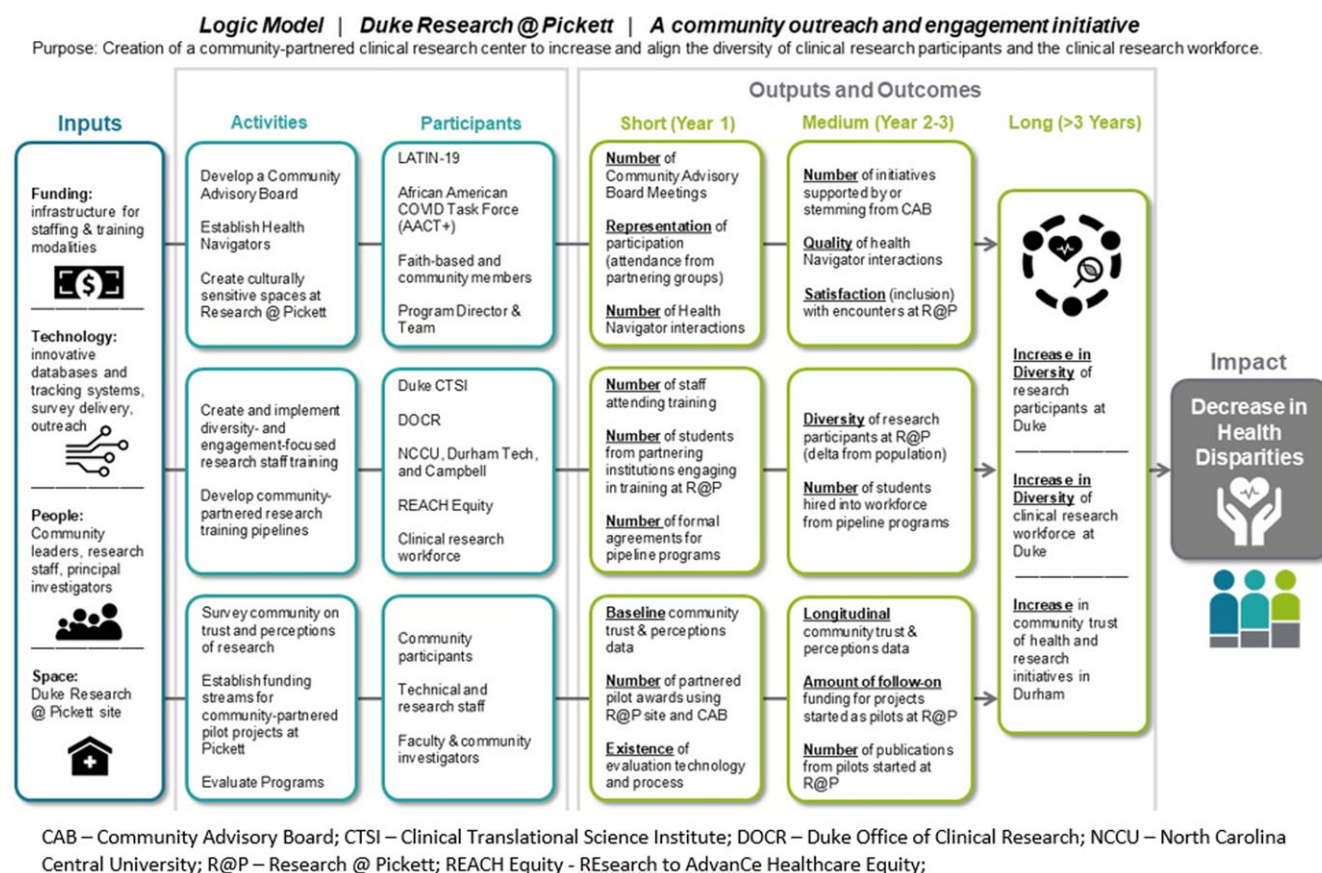 Logic Model | Duke Research @ Pickett | A community outreach and engagement initiative
Purpose: Creation of a community-partnered clinical research center to increase and align the diversity of clinical research participants and the clinical research workforce.
Inputs
Funding:
infrastructure for
staffing & training
modalities
Technology:
innovative
databases and
tracking systems,
survey delivery,
outreach
People:
Community
leaders, research
staff, principal
investigators
Space:
Duke Research
@ Pickett site
Activities
Develop a Community
Advisory Board
Establish Health
Navigators
Create culturally
sensitive spaces at
Research @ Pickett
Create and implement
diversity- and
engagement-focused
research staff training
Develop community-
partnered research
training pipelines
Survey community on
trust and perceptions
of research
Establish funding
streams for
community-partnered
pilot projects at
Pickett
Evaluate Programs
Participants
LATIN-19
African American
COVID Task Force
(AACT+)
Faith-based and
community members
Program Director &
Team
Duke CTSI
DOCR
NCCU, Durham Tech,
and Campbell
REACH Equity
Clinical research
workforce
Community
participants
Technical and
research staff
Faculty & community
investigators
Outputs and Outcomes
Short (Year 1)
Number of
Community Advisory
Board Meetings
Representation of
participation
(attendance from
partnering groups)
Number of Health
Navigator interactions
Number of staff
attending training
Number of students
from partnering
institutions engaging
in training at R@P
Number of formal
agreements for
pipeline programs
Baseline community
trust & perceptions
data
Number of partnered
pilot awards using
R@P site and CAB
Existence of
evaluation technology
and process
Medium (Year 2-3)
Number of initiatives
supported by or
stemming from CAB
Quality of health
Navigator interactions
Satisfaction (inclusion)
with encounters at R@P
Diversity of research
participants at R@P
(delta from population)
Number of students
hired into workforce
from pipeline programs
Longitudinal
community trust &
perceptions data
Amount of follow-on
funding for projects
started as pilots at R@P
Number of publications
from pilots started at
R@P
Long (>3 Years)
Increase in
Diversity of
research
participants at
Duke
Increase in
Diversity of
clinical research
workforce at
Duke
Increase in
community trust
of health and
research
initiatives in
Durham
Impact
Decrease in
Health
Disparities
CAB – Community Advisory Board; CTSI – Clinical Translational Science Institute; DOCR – Duke Office of Clinical Research; NCCU – North Carolina
Central University; R@P – Research @ Pickett; REACH Equity - REsearch to AdvanCe Healthcare Equity;